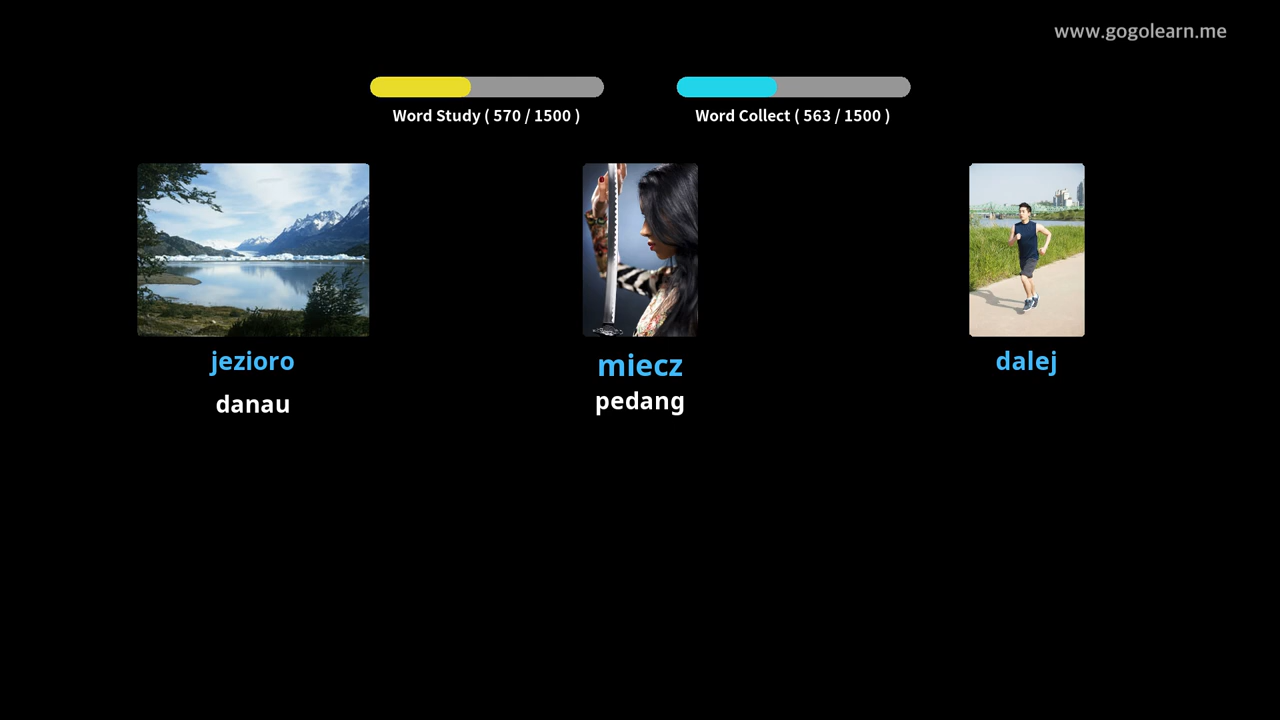 www.gogolearn.me
Word Study ( 570 / 1500 )
Word Collect ( 563 / 1500 )
jezioro
danau
miecz
pedang
dalej